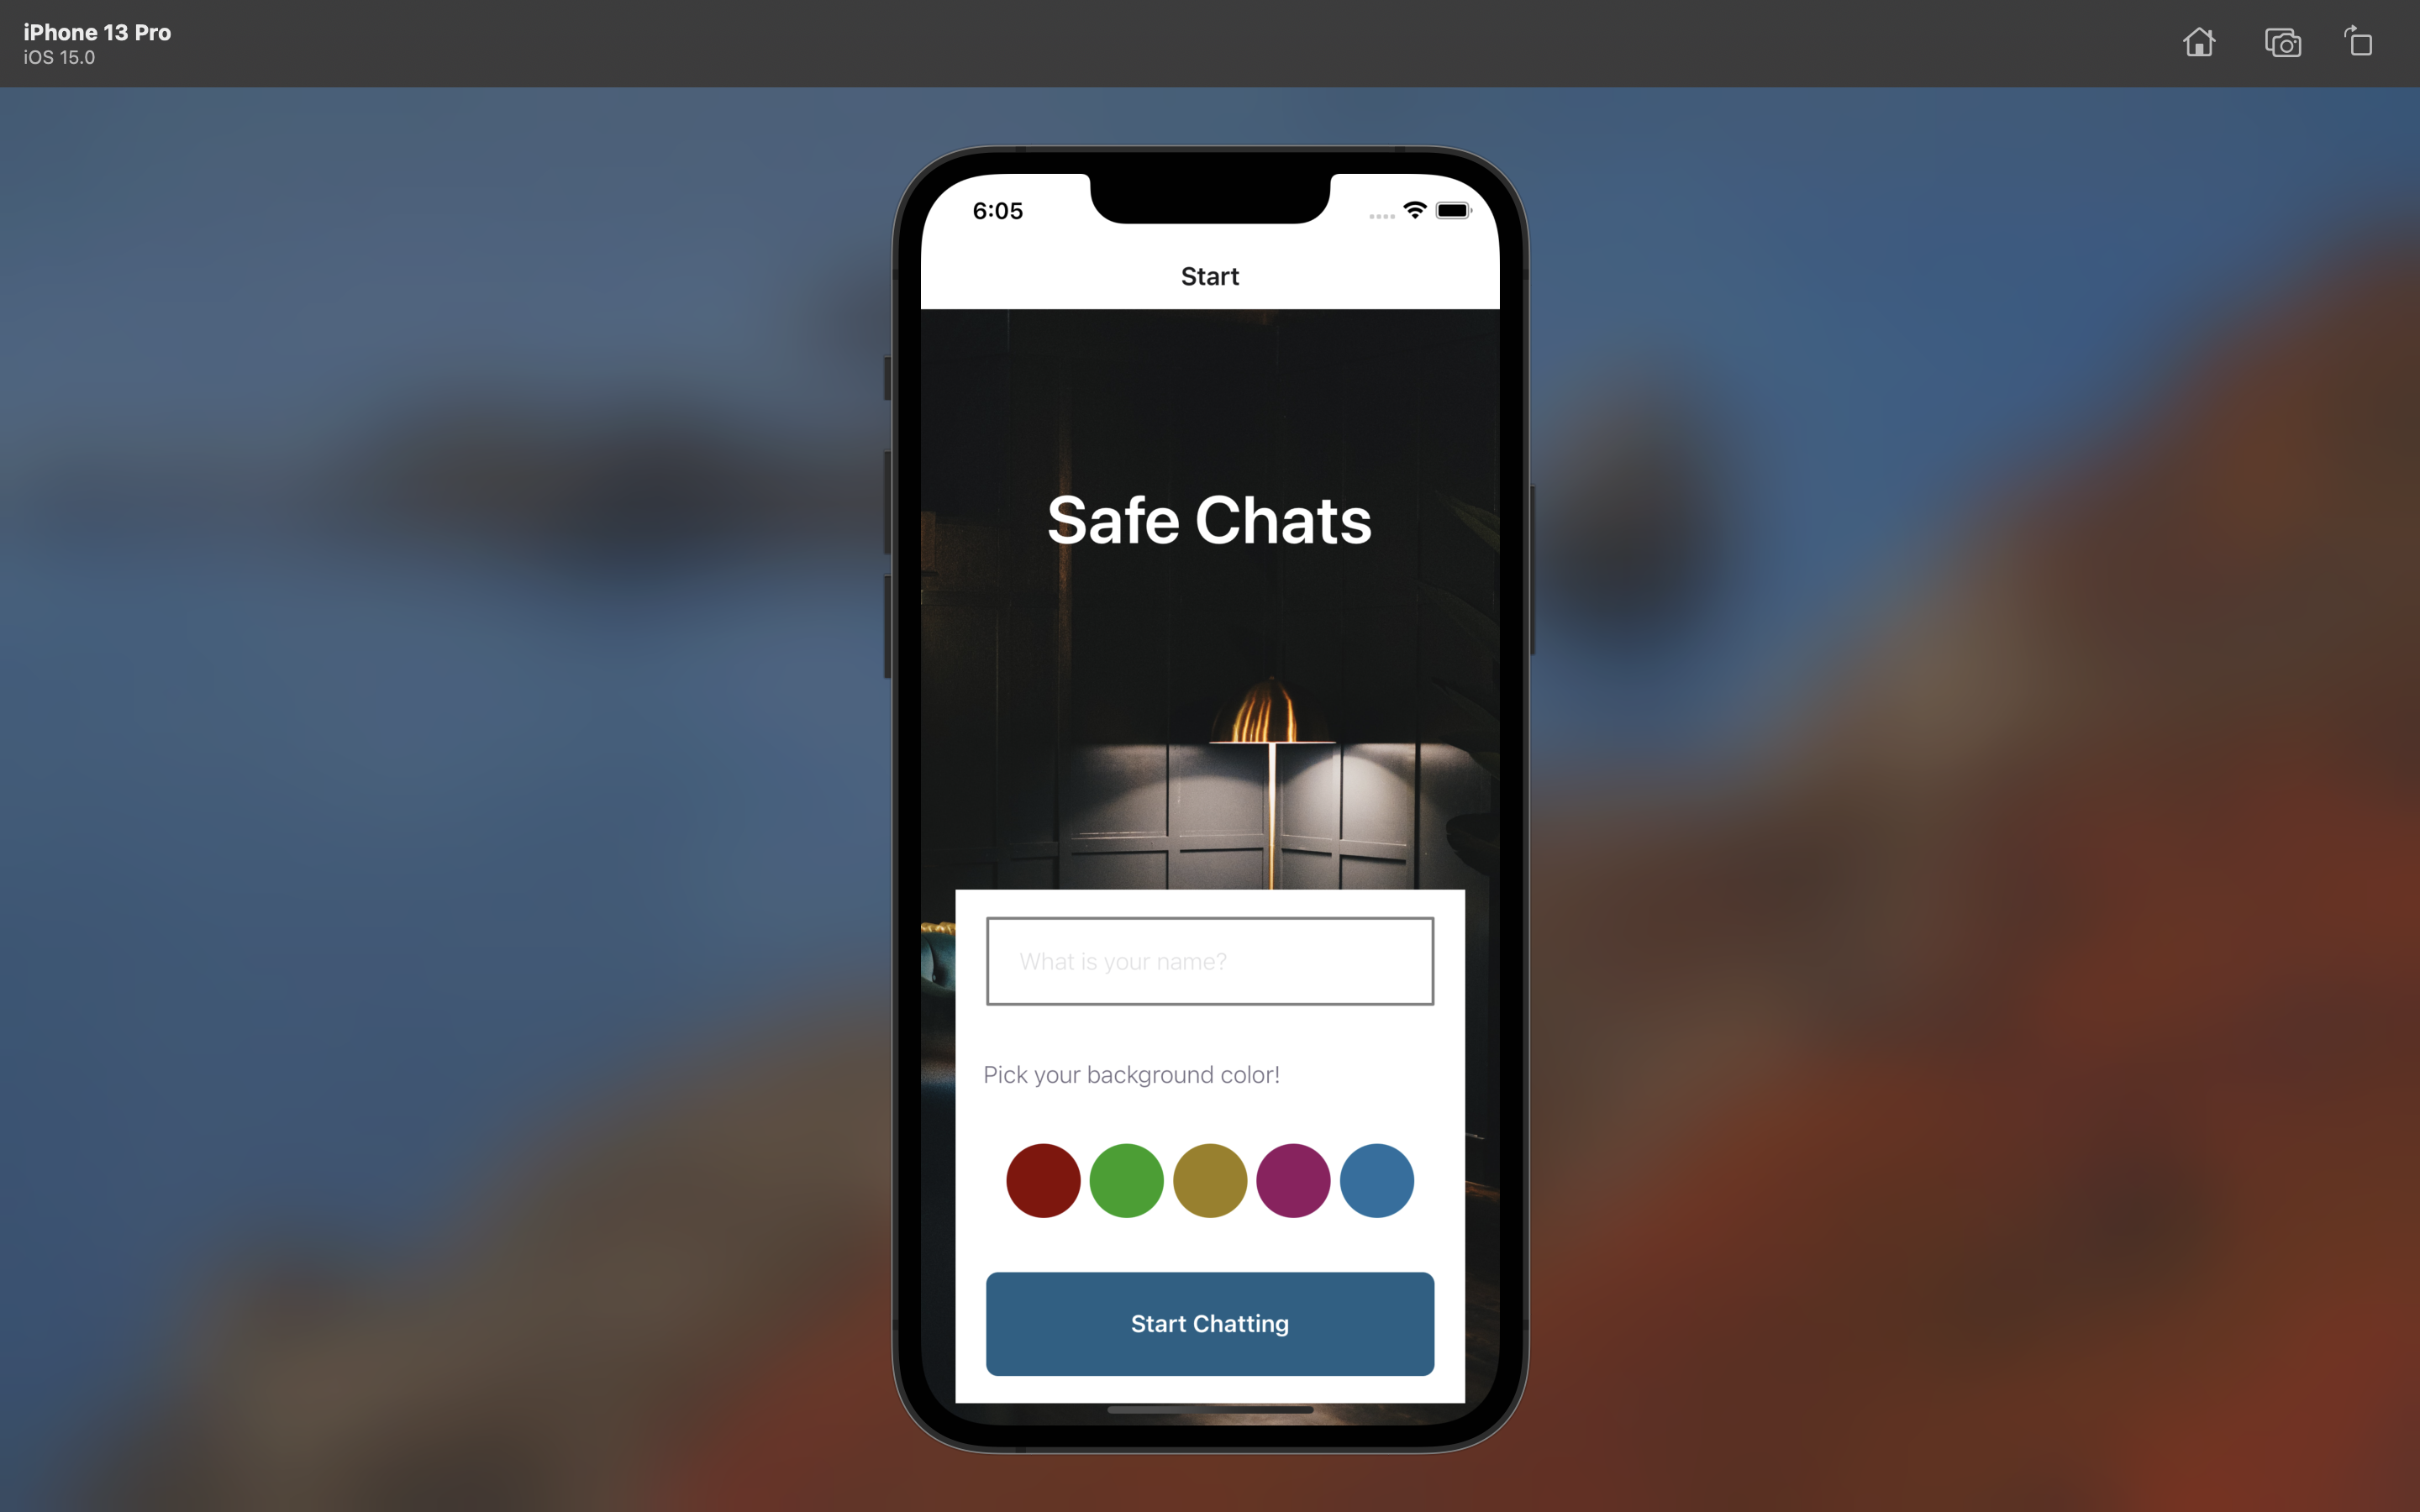 iPhone 13 Pro
iOS 15.0
6:05
Start
Safe Chats
What is your name?
Pick your background color!
Start Chatting